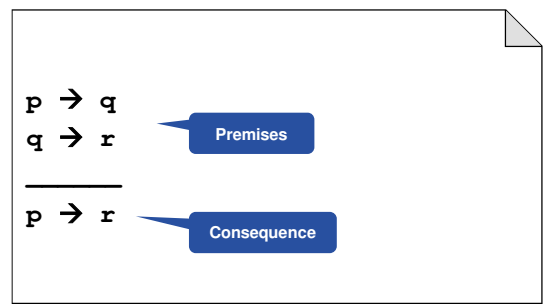 p → q
Premises
q → r
p → r
Consequence